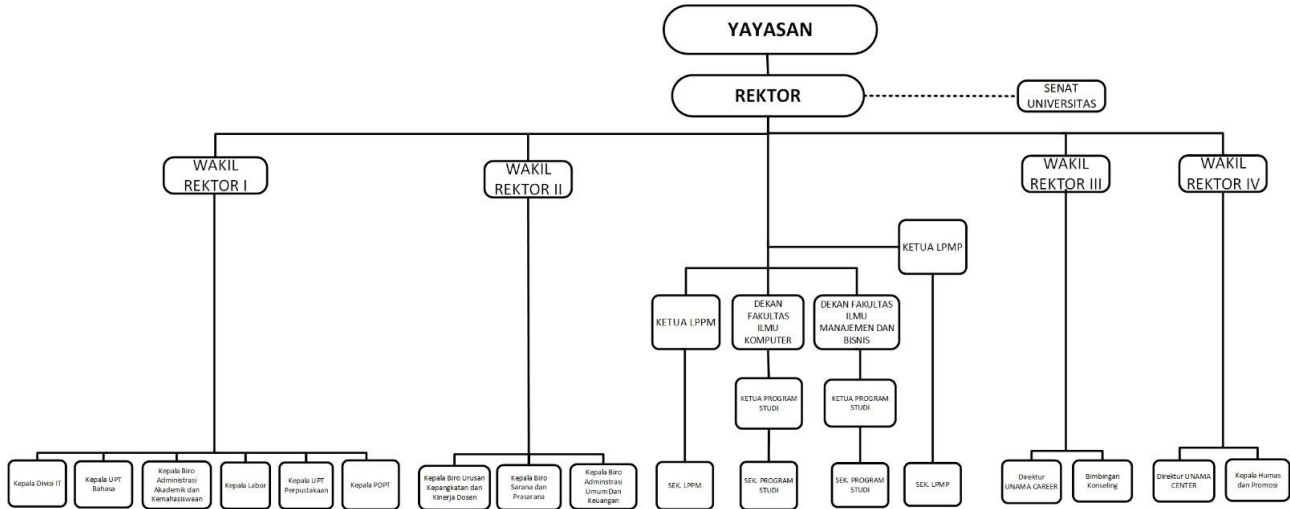 YAYASAN
REKTOR
SENAT
UNIVERSITAS
WAKIL
REKTOR I
WAKIL
REKTOR II
WAKIL
REKTOR III
WAKIL
REKTOR IV
KETUA LPMP
KETUA LPPM
DEKAN
FAKULTAS
ILMU
KOMPUTER
DEKAN FAKULTAS
ILMU
MANAJEMEN DAN
BISNIS
KETUA PROGRAM
STUDI
KETUA PROGRAM
STUDI
Kepala Divisi IT
Kepala UPT
Bahasa
Kepala Biro
Administrasi
Akademik dan
Kemahasiswaan
Kepala Labor
Kepala UPT
Perpustakaan
Kepala PDPT
Kepala Biro Urusan
Kepangkatan dan
Kinerja Dosen
Kepala Biro
Sarana dan
Prasarana
Kepala Biro
Adminstrasi
Umum Dan
Keuangan
SEK. LPPM
SEK. PROGRAM
STUDI
SEK. PROGRAM
STUDI
SEK. LPMP
Direktur
UNAMA CAREER
Bimbingan
Konseling
Direktur UNAMA
CENTER
Kepala Humas
dan Promosi